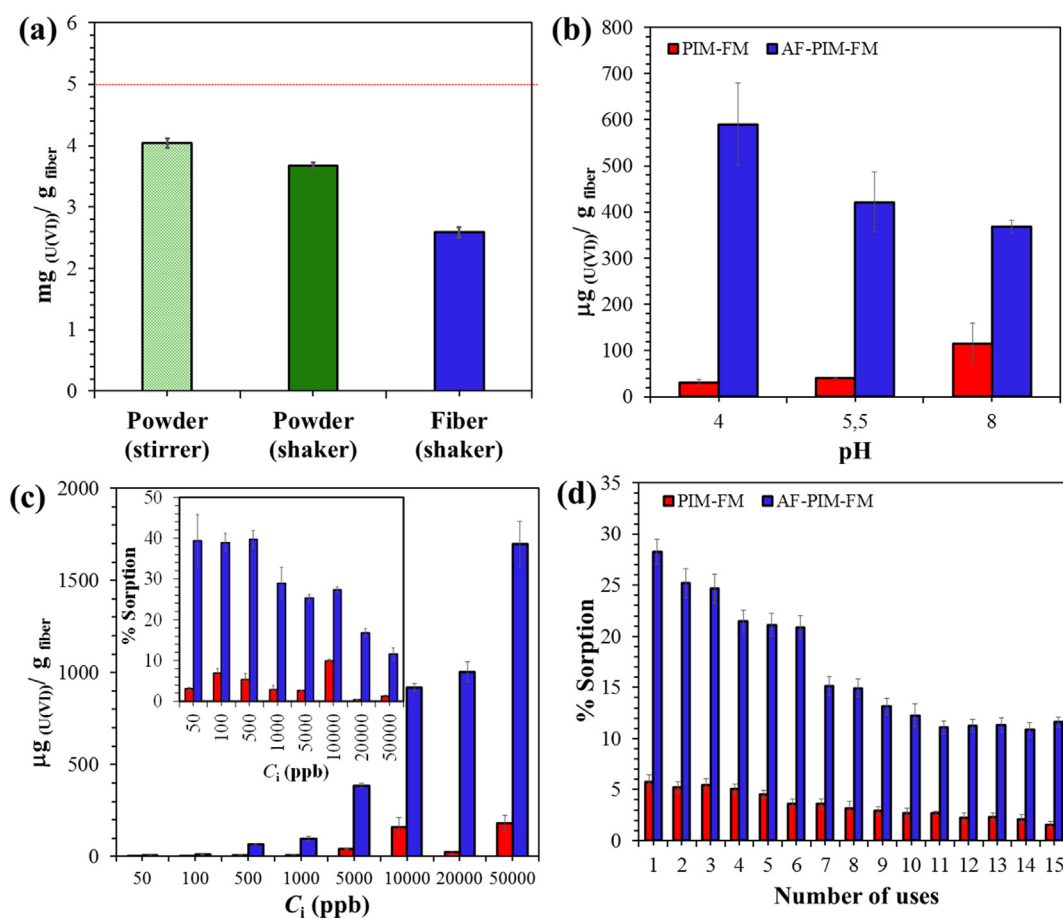 (a)
6
5
4
3
2
1
0
mg (U(VI))/ g fiber
Powder (stirrer)
Powder (shaker)
Fiber (shaker)
(b)
PIM-FM
AF-PIM-FM
800
700
600
500
400
300
200
100
0
µg (U(VI))/ g fiber
4
5,5
8
pH
(c)
2000
1500
1000
500
0
µg (U(VI))/ g fiber
50
100
500
1000
5000
10000
20000
50000
Ci (ppb)
50
40
30
20
10
0
% Sorption
50
100
500
1000
5000
10000
20000
50000
Ci (ppb)
(d)
PIM-FM
AF-PIM-FM
35
30
25
20
15
10
5
0
% Sorption
1 2 3 4 5 6 7 8 9 10 11 12 13 14 15
Number of uses